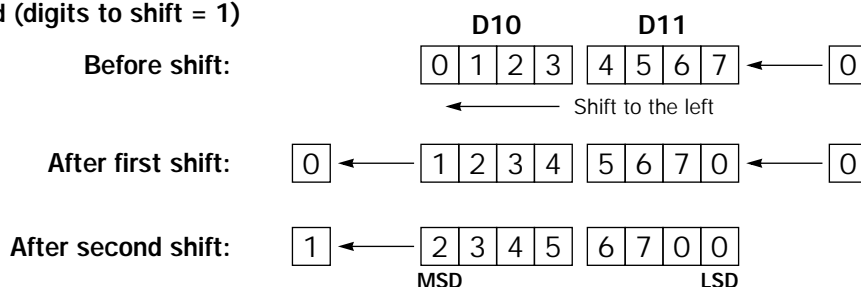 (digits to shift = 1)
D10 D11
Before shift: 0 1 2 3 4 5 6 7 0
Shift to the left
After first shift: 0 1 2 3 4 5 6 7 0 0
After second shift: 1 2 3 4 5 6 7 0 0
MSD LSD